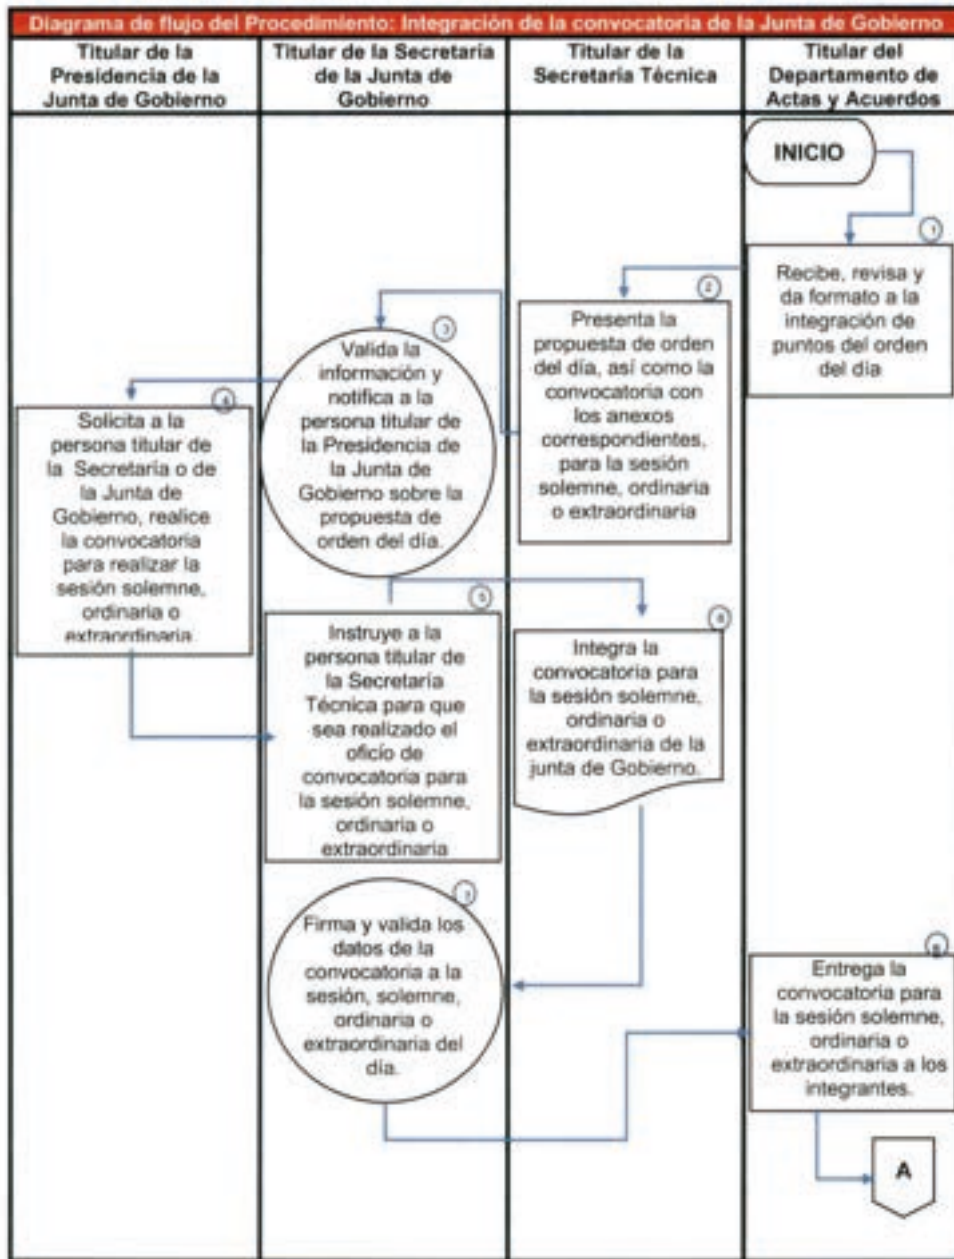 Diagrama de flujo del Procedimiento: Integración de la convocatoria de la Junta de Gobierno
Titular de la
Presidencia de la
Junta de Gobierno
Titular de la Secretaría
de la Junta de
Gobierno
Titular de la
Secretaría Técnica
Titular del
Departamento de
Actas y Acuerdos
INICIO
1
Recibe, revisa y
da formato a la
integración de
puntos del orden
del día
2
Presenta la
propuesta de orden
del día, así como la
convocatoria con
los anexos
correspondientes,
para la sesión
solemne, ordinaria
o extraordinaria
3
Valida la
información y
notifica a la
persona titular de
la Presidencia de
la Junta de
Gobierno sobre la
propuesta de
orden del día.
4
Solicita a la
persona titular de
la Secretaría o de
la Junta de
Gobierno, realice
la convocatoria
para realizar la
sesión solemne,
ordinaria o
extraordinaria
5
Instruye a la
persona titular de
la Secretaría
Técnica para que
sea realizado el
oficío de
convocatoria para
la sesión solemne,
ordinaria o
extraordinaria
Integra la
convocatoria para
la sesión solemne,
ordinaria o
extraordinaria de la
junta de Gobierno.
Firma y valida los
datos de la
convocatoria a la
sesión, solemne,
ordinaria o
extraordinaria del
día.
8
Entrega la
convocatoria para
la sesión solemne,
ordinaria o
extraordinaria a los
integrantes.
A